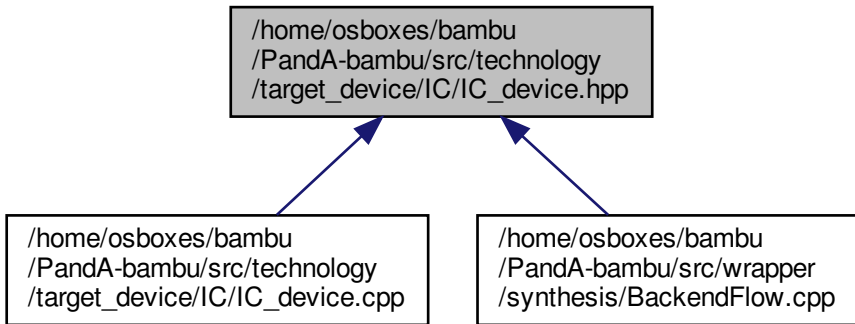 /home/osboxes/bambu
/PandA-bambu/src/technology
/target_device/IC/IC_device.hpp
/home/osboxes/bambu
/PandA-bambu/src/technology
/target_device/IC/IC_device.cpp
/home/osboxes/bambu
/PandA-bambu/src/wrapper
/synthesis/BackendFlow.cpp